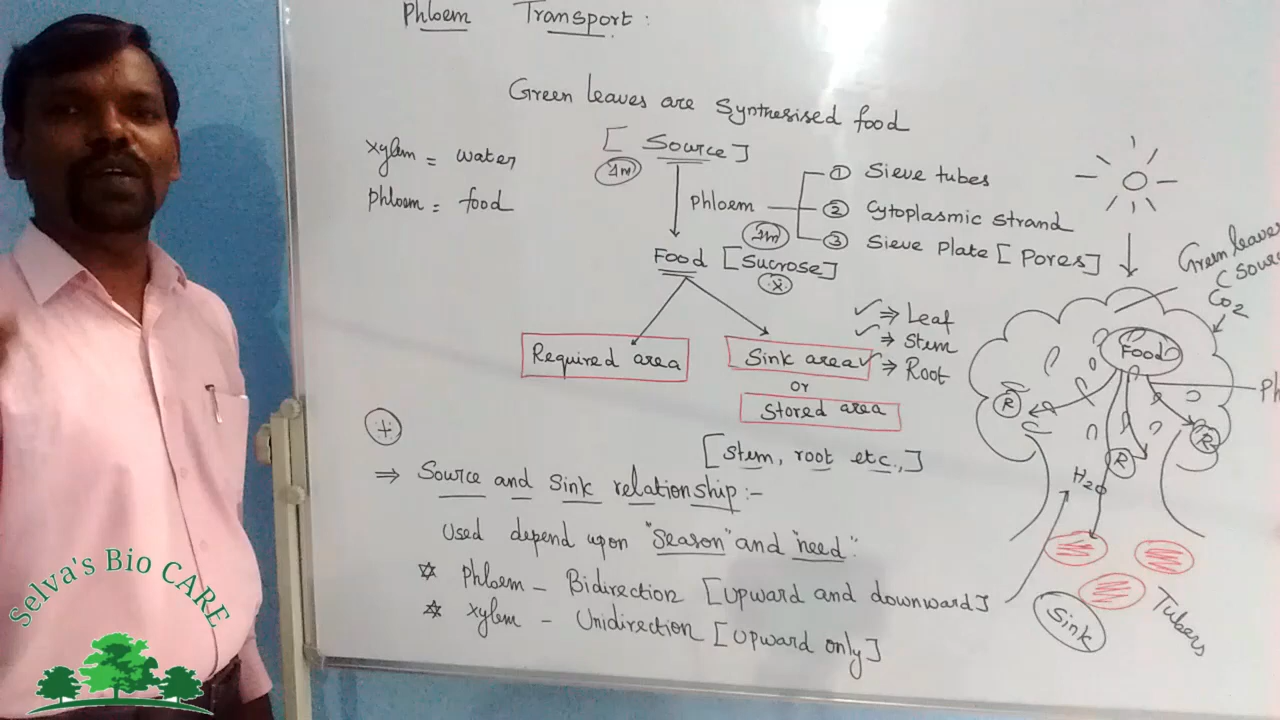 Phloem Transport :
Green leaves are Synthesised food
[ Source ]
1m
xylem = water
phloem = food
phloem
1m
① Sieve tubes
② Cytoplasmic strand
③ Sieve plate [ pores ]
Food [ Sucrose ]
Required area
Sink area
or
Stored area
⇒ Leaf
⇒ Stem
⇒ Root
[ Stem, root etc., ]
+
⇒ Source and Sink relationship :-
Used depend upon "Season" and "need".
☆ Phloem - Bidirection [ upward and downward ]
☆ xylem - Unidirection [ upward only ]
Green leaves
( Source
CO2
Food
Ph
R
R
R
H2O
Sink
Tubers
Selva's Bio CARE